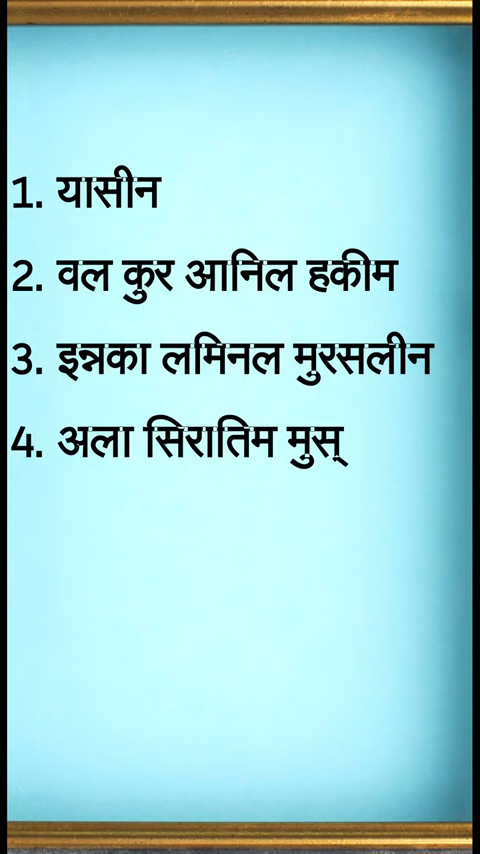 1. यासीन
2. वल कुर आनिल हकीम
3. इन्नका लमिनल मुरसलीन
4. अला सिरातिम मुस्